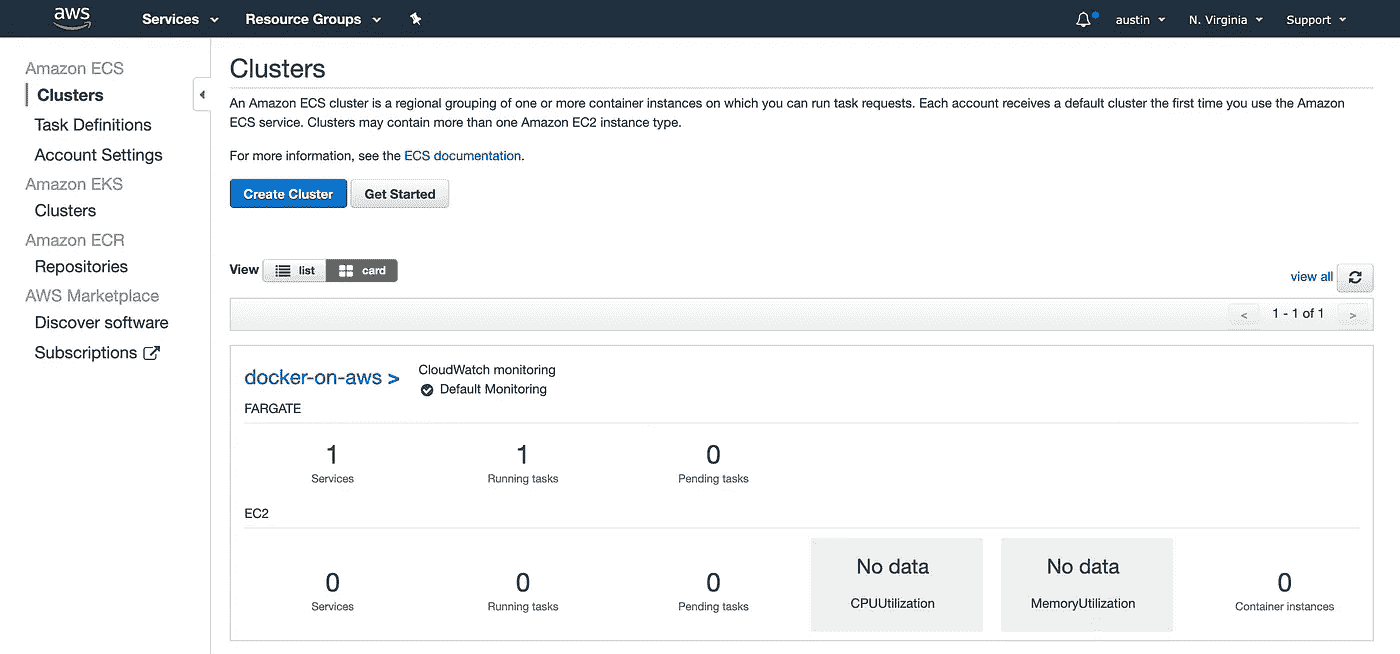 aws
Services
Resource Groups
austin
N. Virginia
Support
Amazon ECS
Clusters
Task Definitions
Account Settings
Amazon EKS
Clusters
Amazon ECR
Repositories
AWS Marketplace
Discover software
Subscriptions
Clusters
An Amazon ECS cluster is a regional grouping of one or more container instances on which you can run task requests. Each account receives a default cluster the first time you use the Amazon
ECS service. Clusters may contain more than one Amazon EC2 instance type.
For more information, see the ECS documentation.
Create Cluster
Get Started
View
list
card
view all
<
1 - 1 of 1
>
docker-on-aws >
CloudWatch monitoring
Default Monitoring
FARGATE
1
Services
1
Running tasks
0
Pending tasks
EC2
0
Services
0
Running tasks
0
Pending tasks
No data
CPUUtilization
No data
MemoryUtilization
0
Container instances